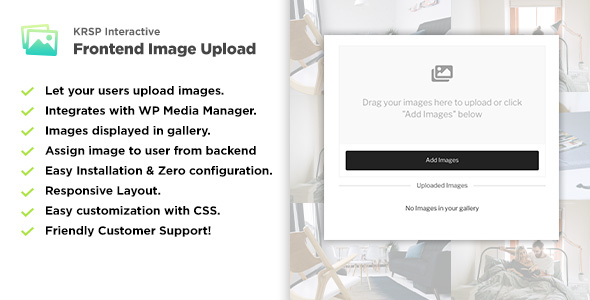 KRSP Interactive
Frontend Image Upload
Let your users upload images.
Integrates with WP Media Manager.
Images displayed in gallery.
Assign image to user from backend
Easy Installation & Zero configuration.
Responsive Layout.
Easy customization with CSS.
Friendly Customer Support!
Drag your images here to upload or click
"Add Images" below
Add Images
Uploaded Images
No Images in your gallery